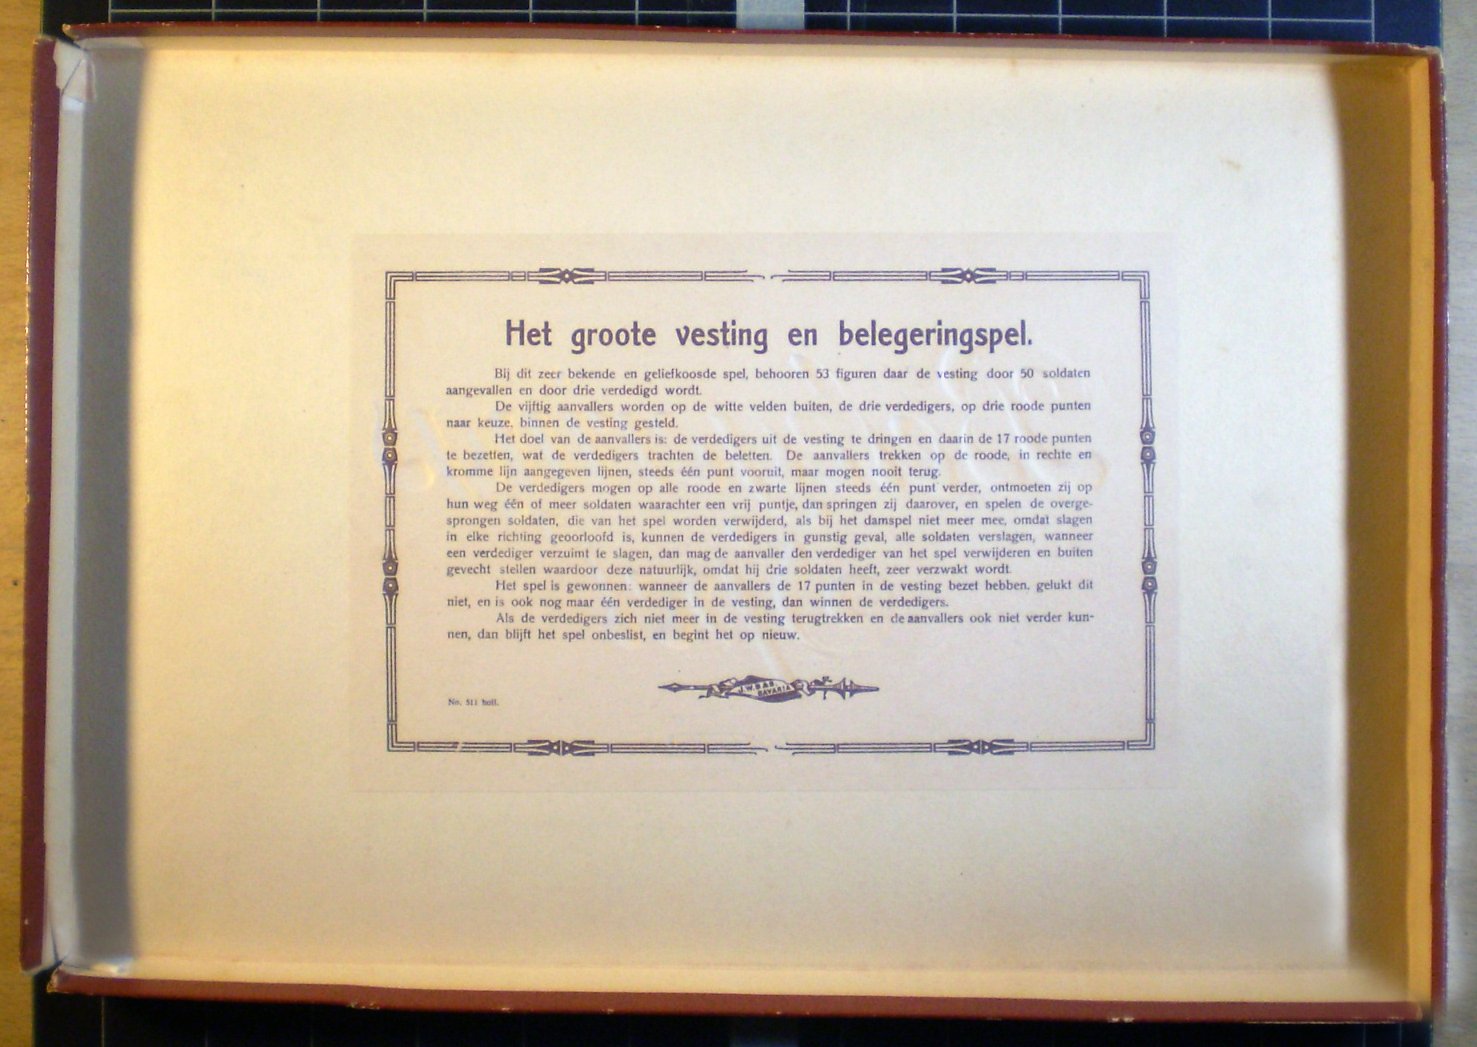 Het groote vesting en belegeringspel.
Bij dit zeer bekende en geliefkoosde spel, behooren 53 figuren daar de vesting door 50 soldaten
aangevallen en door drie verdedigd wordt.
De vijftig aanvallers worden op de witte velden buiten, de drie verdedigers, op drie roode punten
naar keuze. binnen de vesting gesteld.
Het doel van de aanvallers is: de verdedigers uit de vesting te dringen en daarin de 17 roode punten
te bezetten, wat de verdedigers trachten de beletten. De aanvallers trekken op de roode, in rechte en
kromme lijn aangegeven lijnen, steeds één punt vooruit, maar mogen nooit terug.
De verdedigers mogen op alle roode en zwarte lijnen steeds één punt verder, ontmoeten zij op
hun weg één of meer soldaten waarachter een vrij puntje, dan springen zij daarover, en spelen de overge-
sprongen soldaten, die van het spel worden verwijderd, als bij het damspel niet meer mee, omdat slagen
in elke richting geoorloofd is, kunnen de verdedigers in gunstig geval, alle soldaten verslagen, wanneer
een verdediger verzuimt te slagen, dan mag de aanvaller den verdediger van het spel verwijderen en buiten
gevecht stellen waardoor deze natuurlijk, omdat hij drie soldaten heeft, zeer verzwakt wordt.
Het spel is gewonnen: wanneer de aanvallers de 17 punten in de vesting bezet hebben. gelukt dit
niet, en is ook nog maar één verdediger in de vesting, dan winnen de verdedigers.
Als de verdedigers zich niet meer in de vesting terugtrekken en de aanvallers ook niet verder kun-
nen, dan blijft het spel onbeslist, en begint het op nieuw.
J.W.S.&S.
BAVARIA
No. 511 holl.